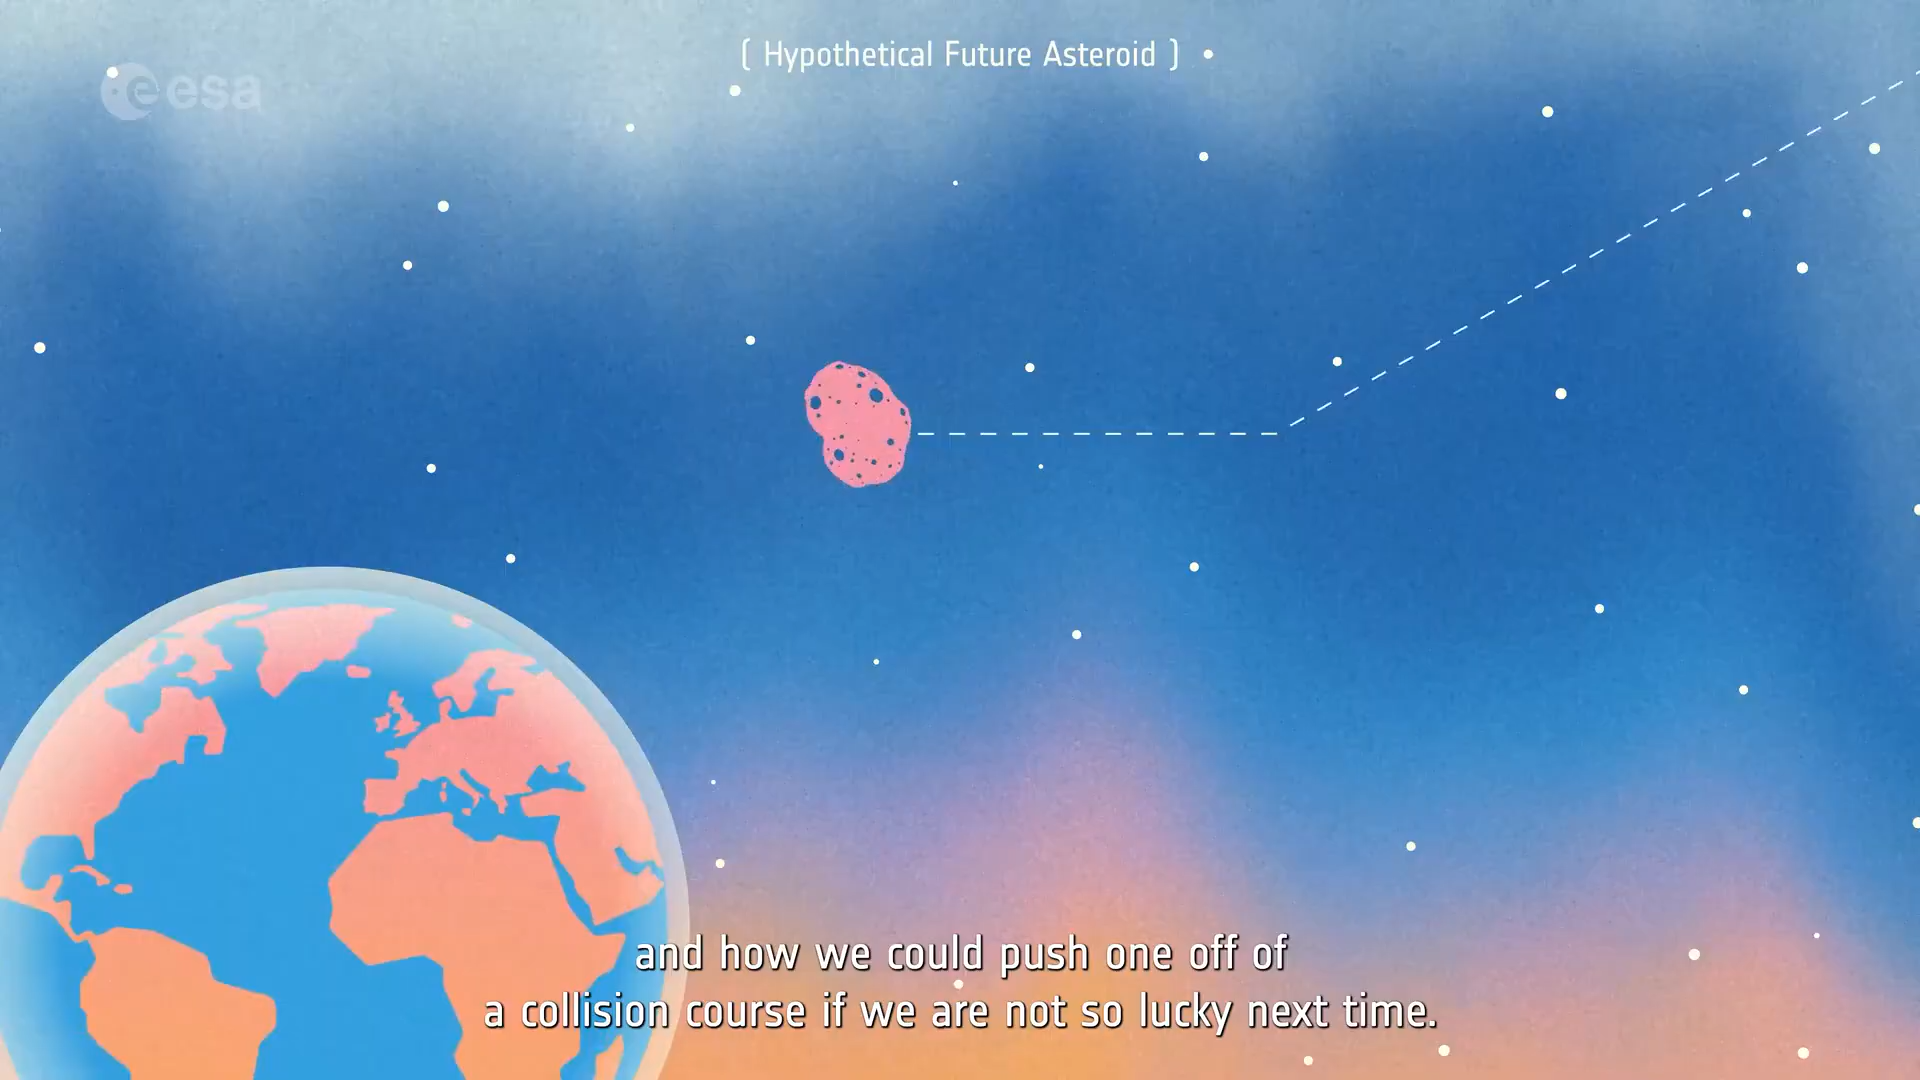 [ Hypothetical Future Asteroid ]
esa
and how we could push one off of
a collision course if we are not so lucky next time.